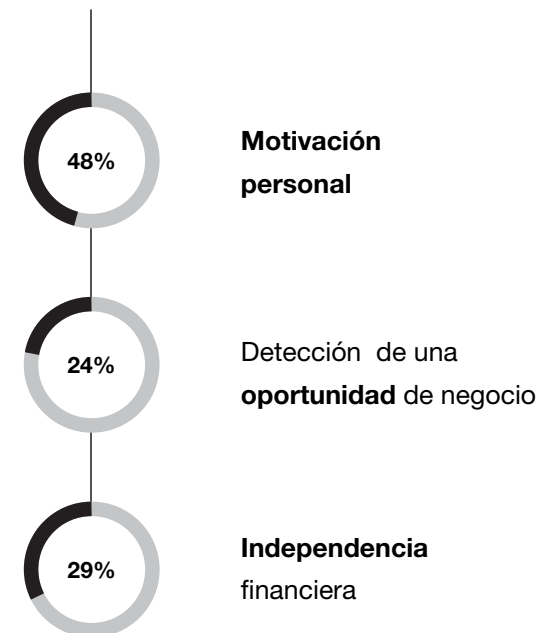 48%
Motivación
personal
24%
Detección de una
oportunidad de negocio
29%
Independencia
financiera